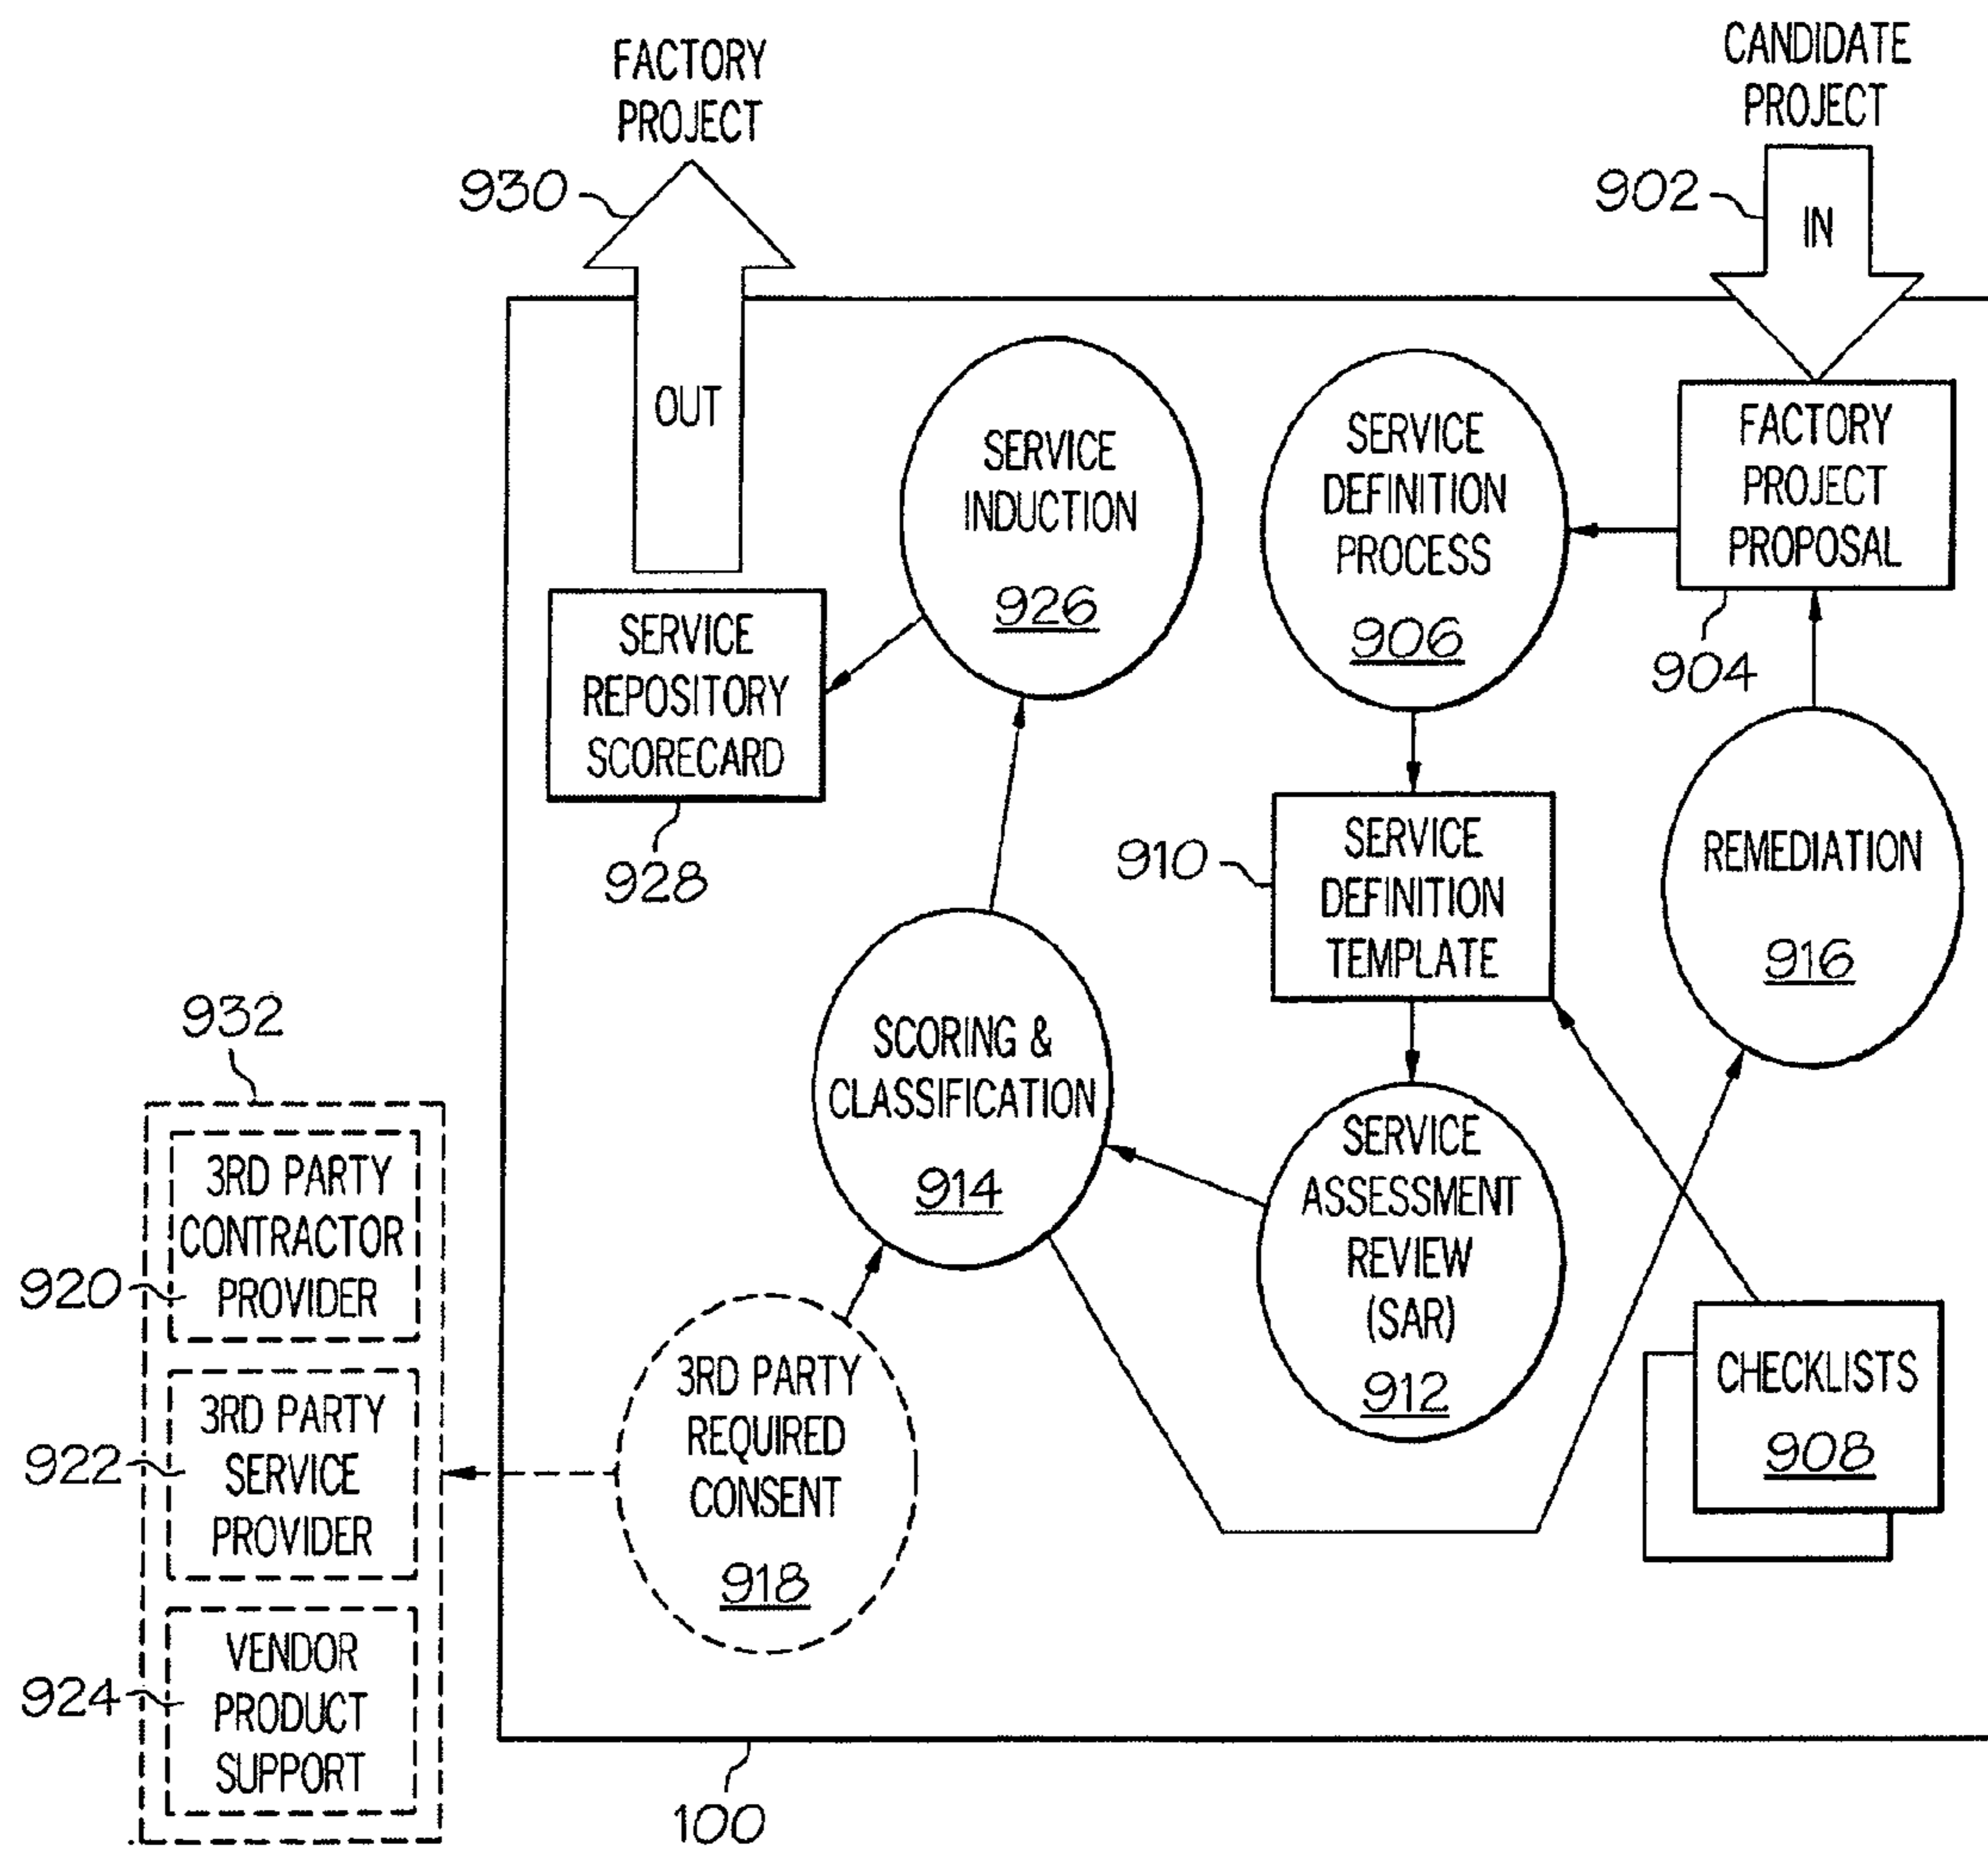 FACTORY
PROJECT
930
OUT
CANDIDATE
PROJECT
902
IN
FACTORY
PROJECT
PROPOSAL
904
SERVICE
DEFINITION
PROCESS
906
SERVICE
INDUCTION
926
SERVICE
REPOSITORY
SCORECARD
928
910
SERVICE
DEFINITION
TEMPLATE
REMEDIATION
916
SCORING &
CLASSIFICATION
914
SERVICE
ASSESSMENT
REVIEW
(SAR)
912
CHECKLISTS
908
3RD PARTY
REQUIRED
CONSENT
918
932
3RD PARTY
CONTRACTOR
PROVIDER
920
3RD PARTY
SERVICE
PROVIDER
922
VENDOR
PRODUCT
SUPPORT
924
100